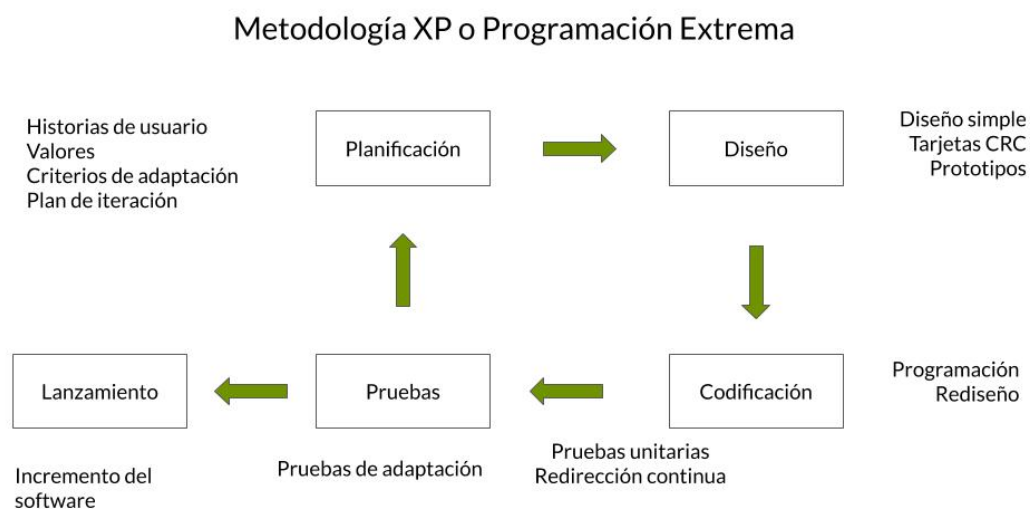 Metodología XP o Programación Extrema
Historias de usuario
Valores
Criterios de adaptación
Plan de iteración
Planificación
Diseño
Diseño simple
Tarjetas CRC
Prototipos
Lanzamiento
Pruebas
Codificación
Programación
Rediseño
Incremento del
software
Pruebas de adaptación
Pruebas unitarias
Redirección continua